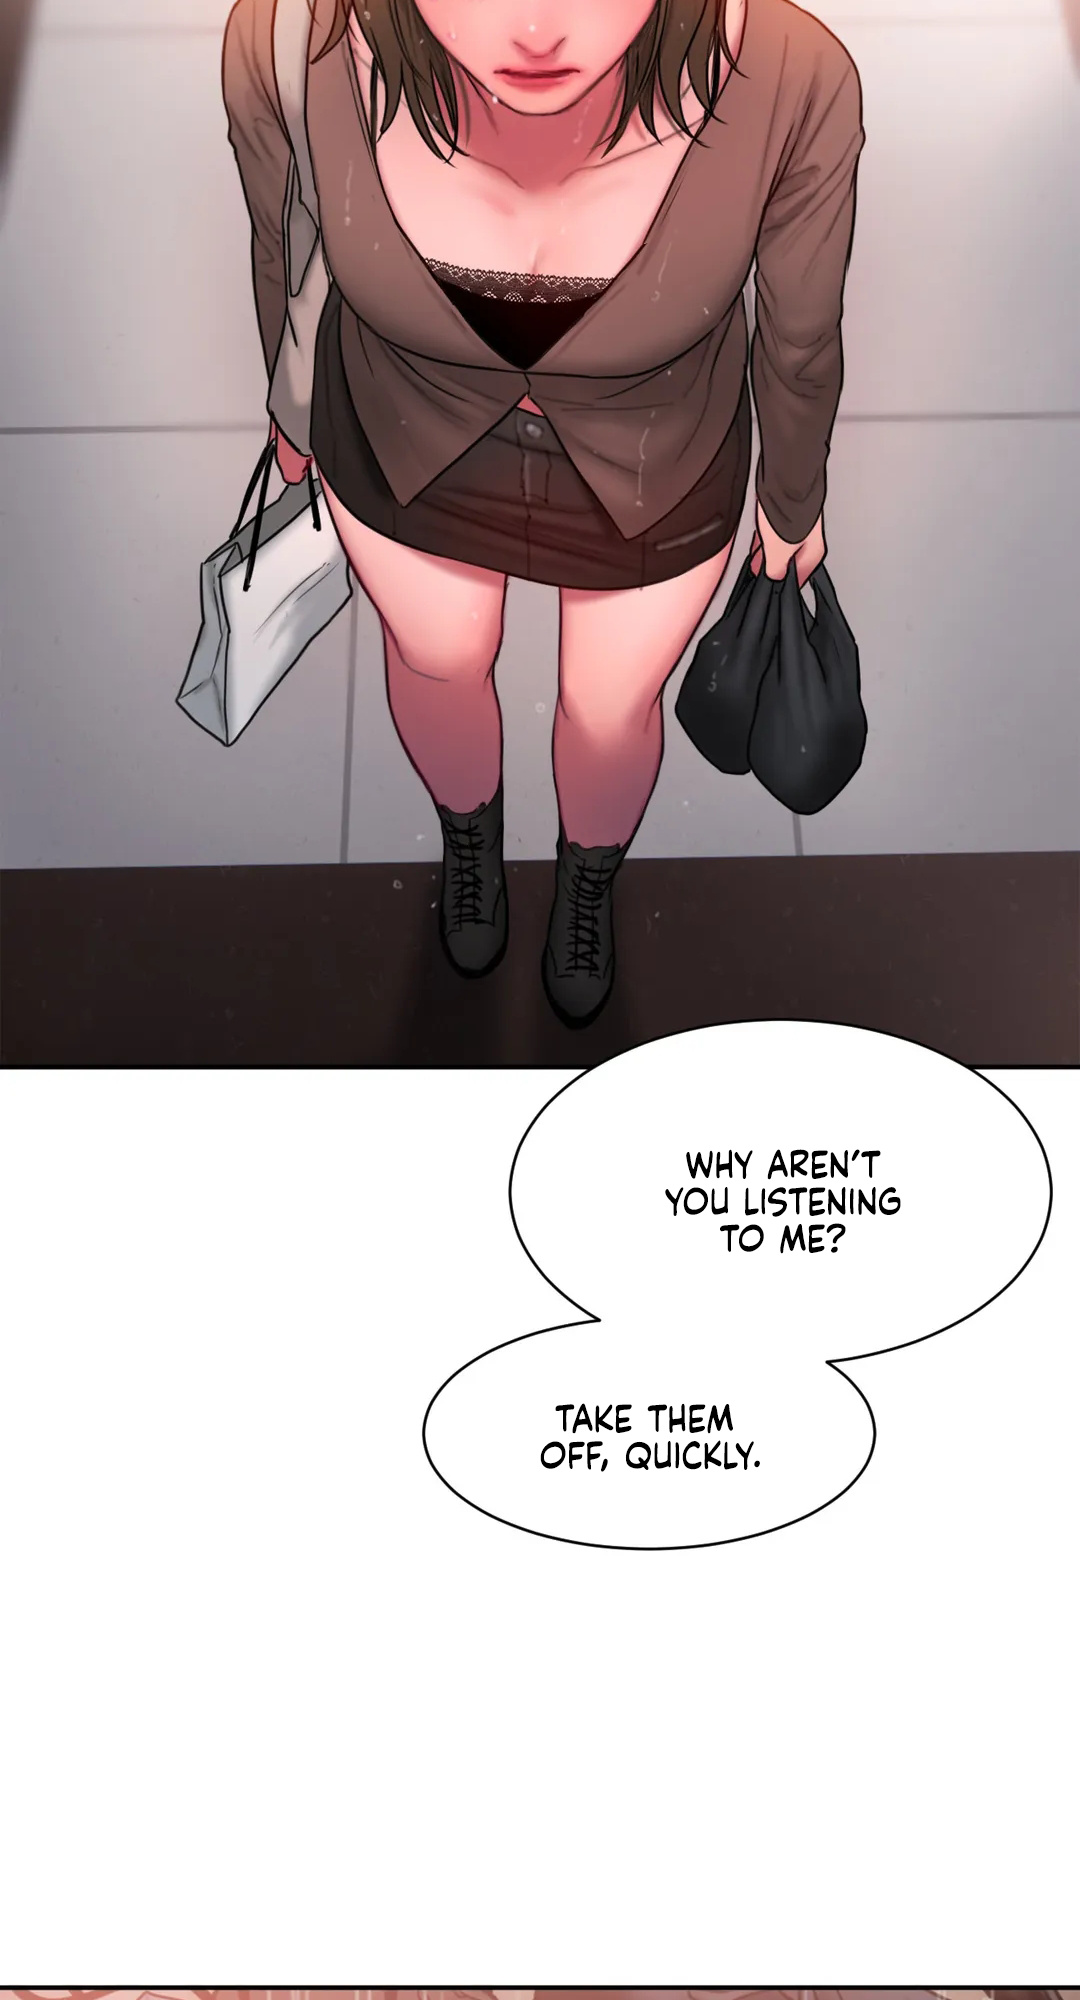 WHY AREN'T
YOU LISTENING
TO ME?
TAKE THEM
OFF, QUICKLY.